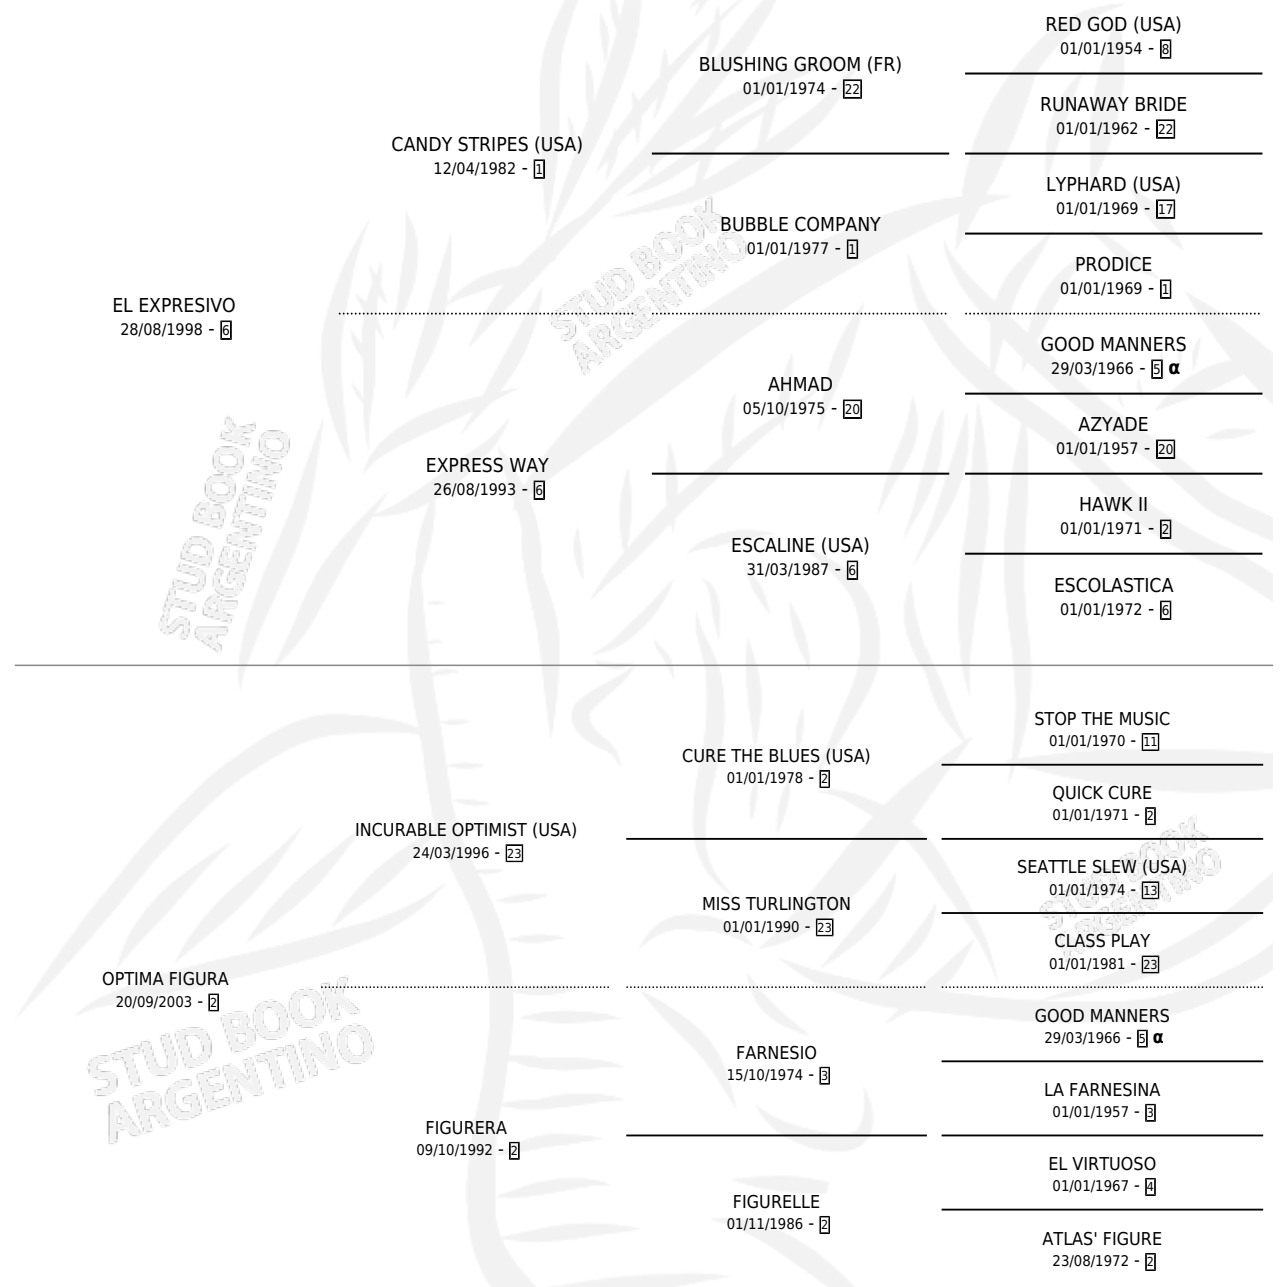 RED GOD (USA)
01/01/1954 - 8
BLUSHING GROOM (FR)
01/01/1974 - 22
RUNAWAY BRIDE
01/01/1962 - 22
CANDY STRIPES (USA)
12/04/1982 - 1
LYPHARD (USA)
01/01/1969 - 17
BUBBLE COMPANY
01/01/1977 - 1
PRODICE
01/01/1969 - 1
EL EXPRESIVO
28/08/1998 - 6
GOOD MANNERS
29/03/1966 - 5 α
AHMAD
05/10/1975 - 20
AZYADE
01/01/1957 - 20
EXPRESS WAY
26/08/1993 - 6
HAWK II
01/01/1971 - 2
ESCALINE (USA)
31/03/1987 - 6
ESCOLASTICA
01/01/1972 - 6
STOP THE MUSIC
01/01/1970 - 11
CURE THE BLUES (USA)
01/01/1978 - 2
QUICK CURE
01/01/1971 - 2
INCURABLE OPTIMIST (USA)
24/03/1996 - 23
SEATTLE SLEW (USA)
01/01/1974 - 13
MISS TURLINGTON
01/01/1990 - 23
CLASS PLAY
01/01/1981 - 23
OPTIMA FIGURA
20/09/2003 - 2
GOOD MANNERS
29/03/1966 - 5 α
FARNESIO
15/10/1974 - 3
LA FARNESINA
01/01/1957 - 3
FIGURERA
09/10/1992 - 2
EL VIRTUOSO
01/01/1967 - 4
FIGURELLE
01/11/1986 - 2
ATLAS' FIGURE
23/08/1972 - 2
STUD BOOK
ARGENTINO
STUD BOOK
ARGENTINO
STUD BOOK
ARGENTINO
STUD BOOK
ARGENTINO